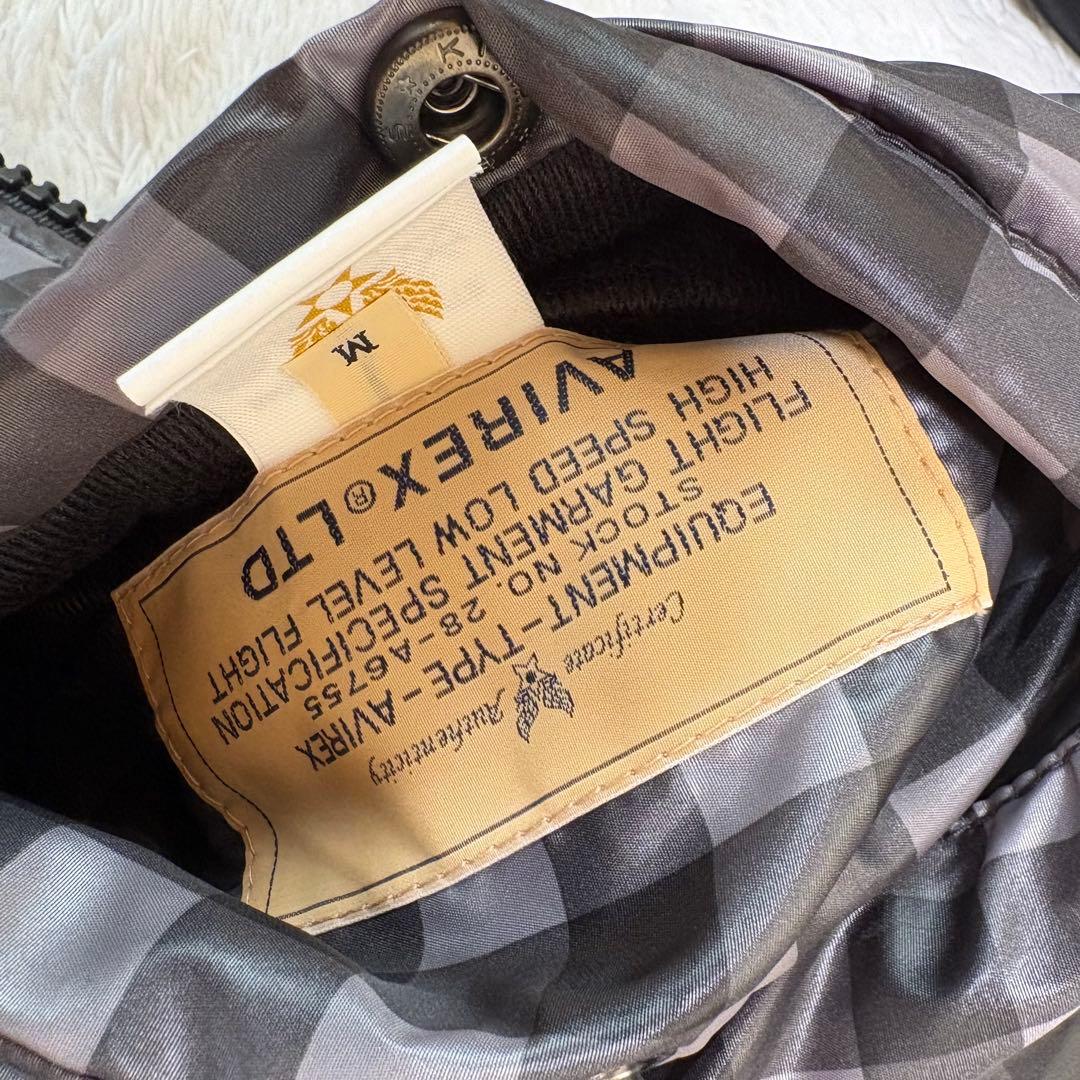 Certificate Authenticity
EQUIPMENT-TYPE-AVIREX
STOCK NO. 28-A6755
FLIGHT GARMENT SPECIFICATION
HIGH SPEED LOW LEVEL FLIGHT
AVIREX® LTD
M